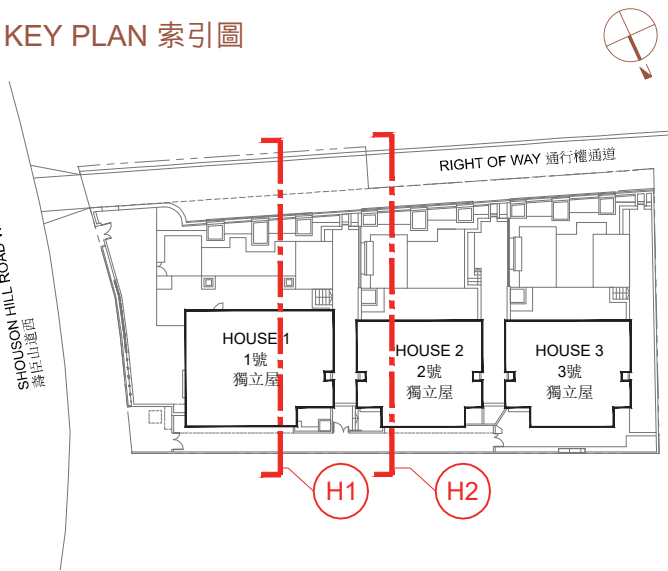 KEY PLAN 索引圖
RIGHT OF WAY 通行權通道
SHOUSON HILL ROAD W
壽臣山道西
HOUSE 1
1號
獨立屋
HOUSE 2
2號
獨立屋
HOUSE 3
3號
獨立屋
H1
H2